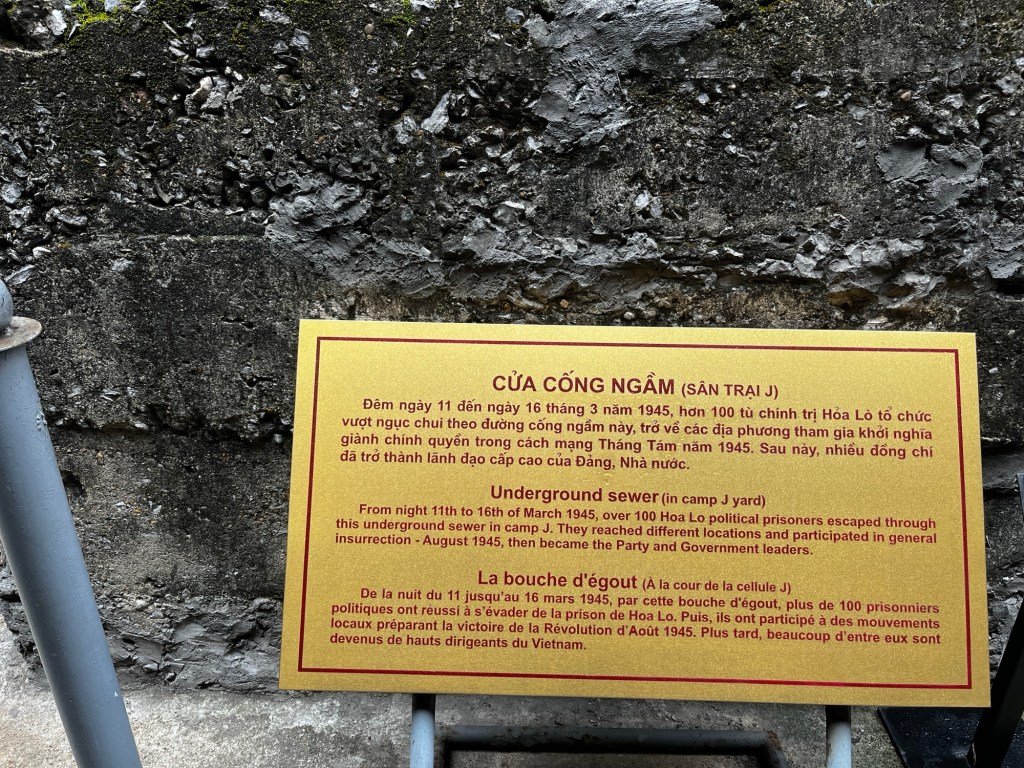 CỬA CỐNG NGẦM (SÂN TRẠI J)
Đêm ngày 11 đến ngày 16 tháng 3 năm 1945, hơn 100 tù chính trị Hỏa Lò tổ chức
vượt ngục chui theo đường cống ngầm này, trở về các địa phương tham gia khởi nghĩa
giành chính quyền trong cách mạng Tháng Tám năm 1945. Sau này, nhiều đồng chí
đã trở thành lãnh đạo cấp cao của Đảng, Nhà nước.
Underground sewer (in camp J yard)
From night 11th to 16th of March 1945, over 100 Hoa Lo political prisoners escaped through
this underground sewer in camp J. They reached different locations and participated in general
insurrection - August 1945, then became the Party and Government leaders.
La bouche d'égout (À la cour de la cellule J)
De la nuit du 11 jusqu'au 16 mars 1945, par cette bouche d'égout, plus de 100 prisonniers
politiques ont réussi à s'évader de la prison de Hoa Lo. Puis, ils ont participé à des mouvements
locaux préparant la victoire de la Révolution d'Août 1945. Plus tard, beaucoup d'entre eux sont
devenus de hauts dirigeants du Vietnam.